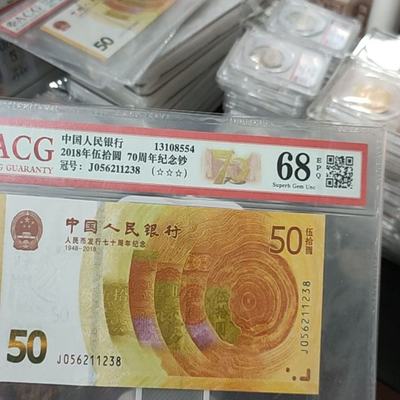 ACG
50
ACG
GUARANTY
中国人民银行 13108554
2018年伍拾圆 70周年纪念钞
冠号: J056211238 (☆☆☆)
70
68 EPQ
Superb Gem Unc
中国人民银行
人民币发行七十周年纪念
1948-2018
50 伍拾圆
50
J056211238